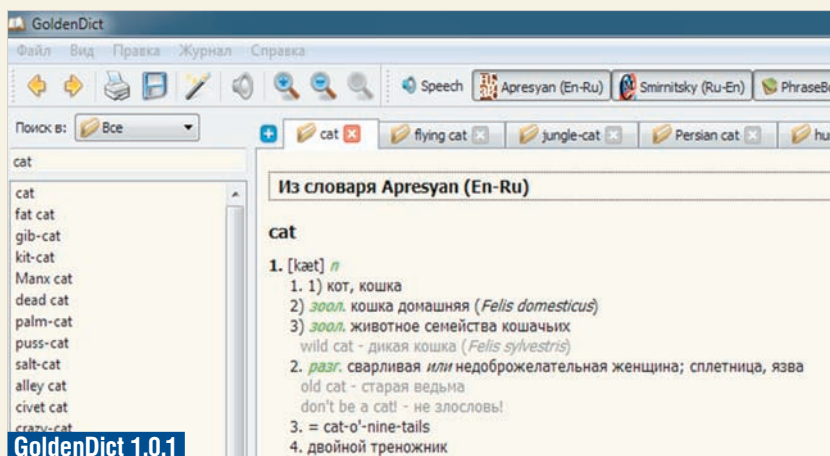 GoldenDict
Файл Вид Правка Журнал Справка
Speech Apresyan (En-Ru) Smirnitsky (Ru-En) PhraseBo
Поиск в: Все
cat flying cat jungle-cat Persian cat hu
cat
cat
fat cat
gib-cat
kit-cat
Manx cat
dead cat
palm-cat
puss-cat
salt-cat
alley cat
civet cat
crazy-cat
Из словаря Apresyan (En-Ru)
cat
1. [kæt] n
1. 1) кот, кошка
2) зоол. кошка домашняя (Felis domesticus)
3) зоол. животное семейства кошачьих
wild cat - дикая кошка (Felis sylvestris)
2. разг. сварливая или недоброжелательная женщина; сплетница, язва
old cat - старая ведьма
don't be a cat! - не злословь!
3. = cat-o'-nine-tails
4. двойной треножник
GoldenDict 1.0.1